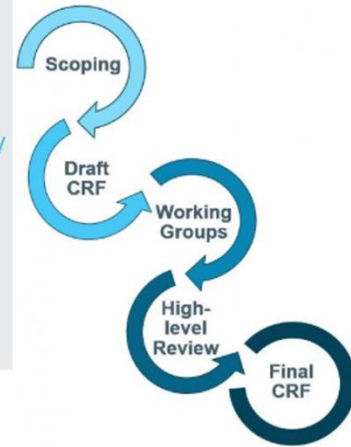 Scoping
Draft
CRF
Working
Groups
High-
level
Review
Final
CRF